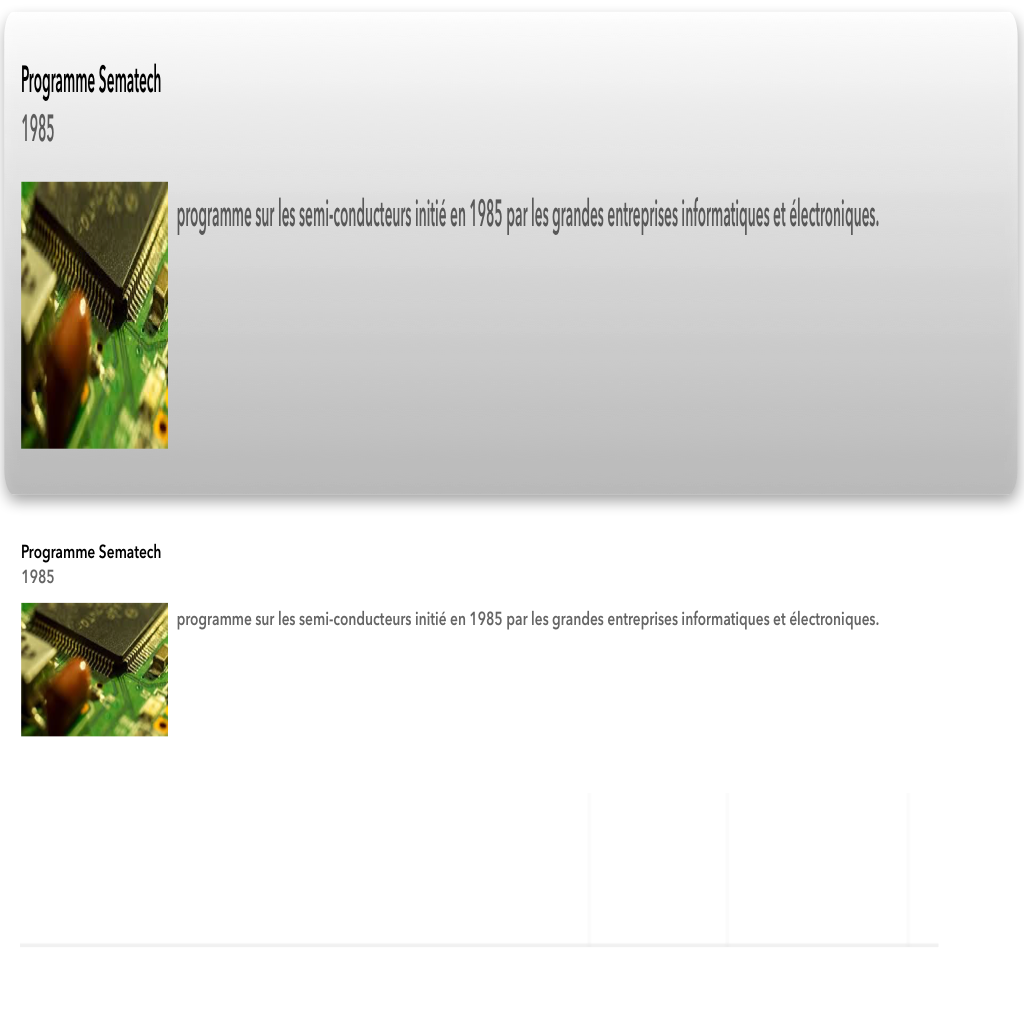 Programme Sematech
1985
programme sur les semi-conducteurs initié en 1985 par les grandes entreprises informatiques et électroniques.
Programme Sematech
1985
programme sur les semi-conducteurs initié en 1985 par les grandes entreprises informatiques et électroniques.